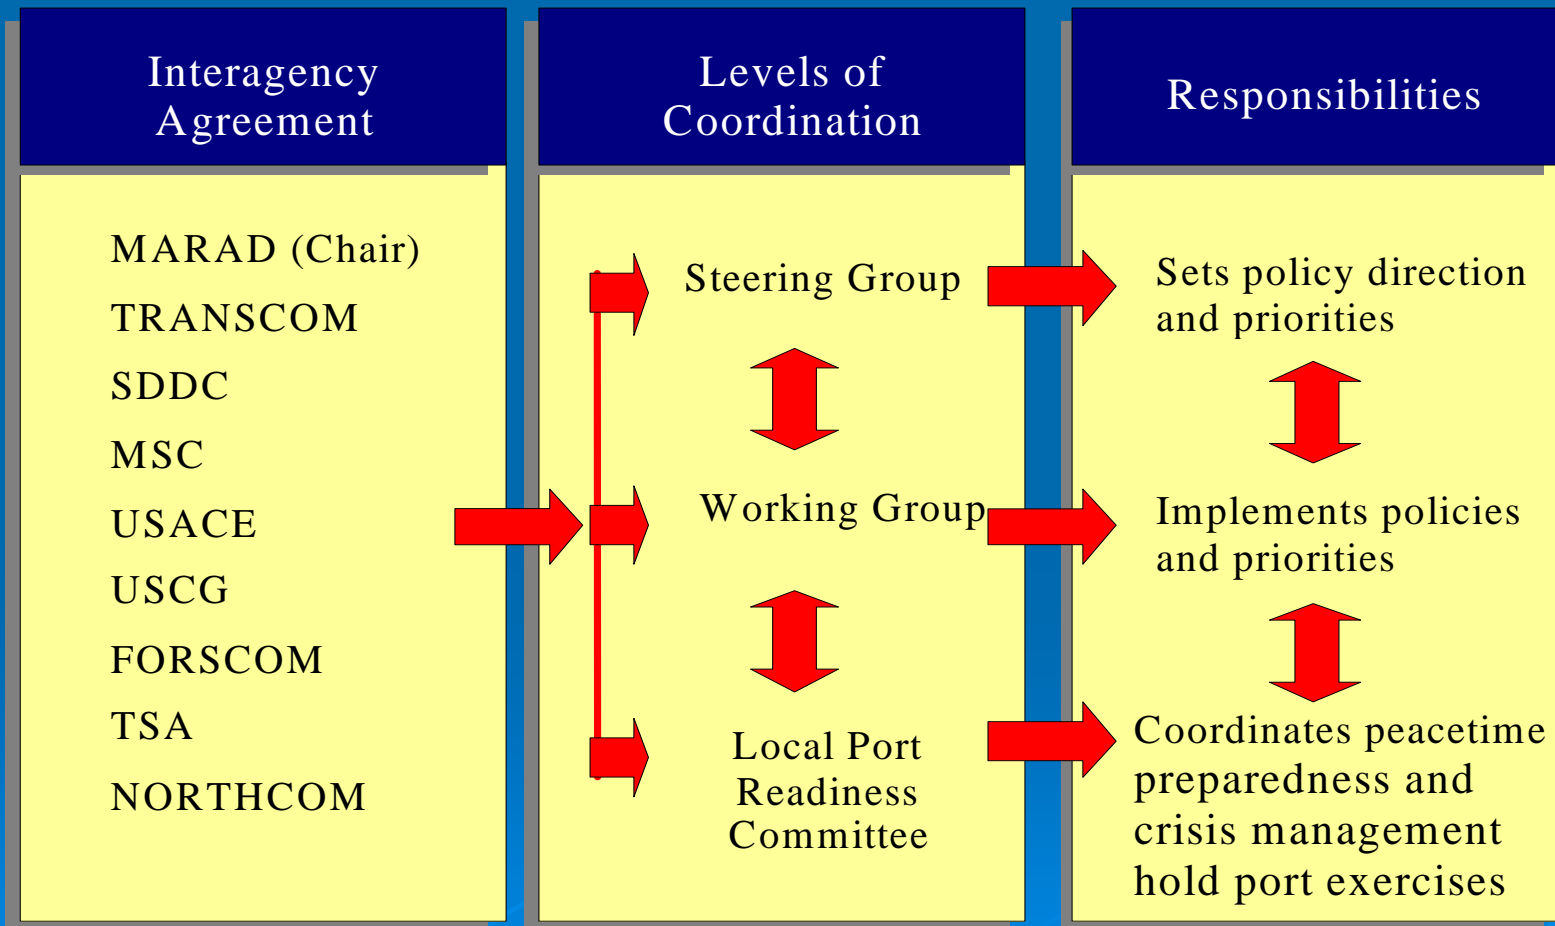 Interagency
Agreement
MARAD (Chair)
TRANSCOM
SDDC
MSC
USACE
USCG
FORSCOM
TSA
NORTHCOM
Levels of
Coordination
Steering Group
Working Group
Local Port
Readiness
Committee
Responsibilities
Sets policy direction
and priorities
Implements policies
and priorities
Coordinates peacetime
preparedness and
crisis management
hold port exercises